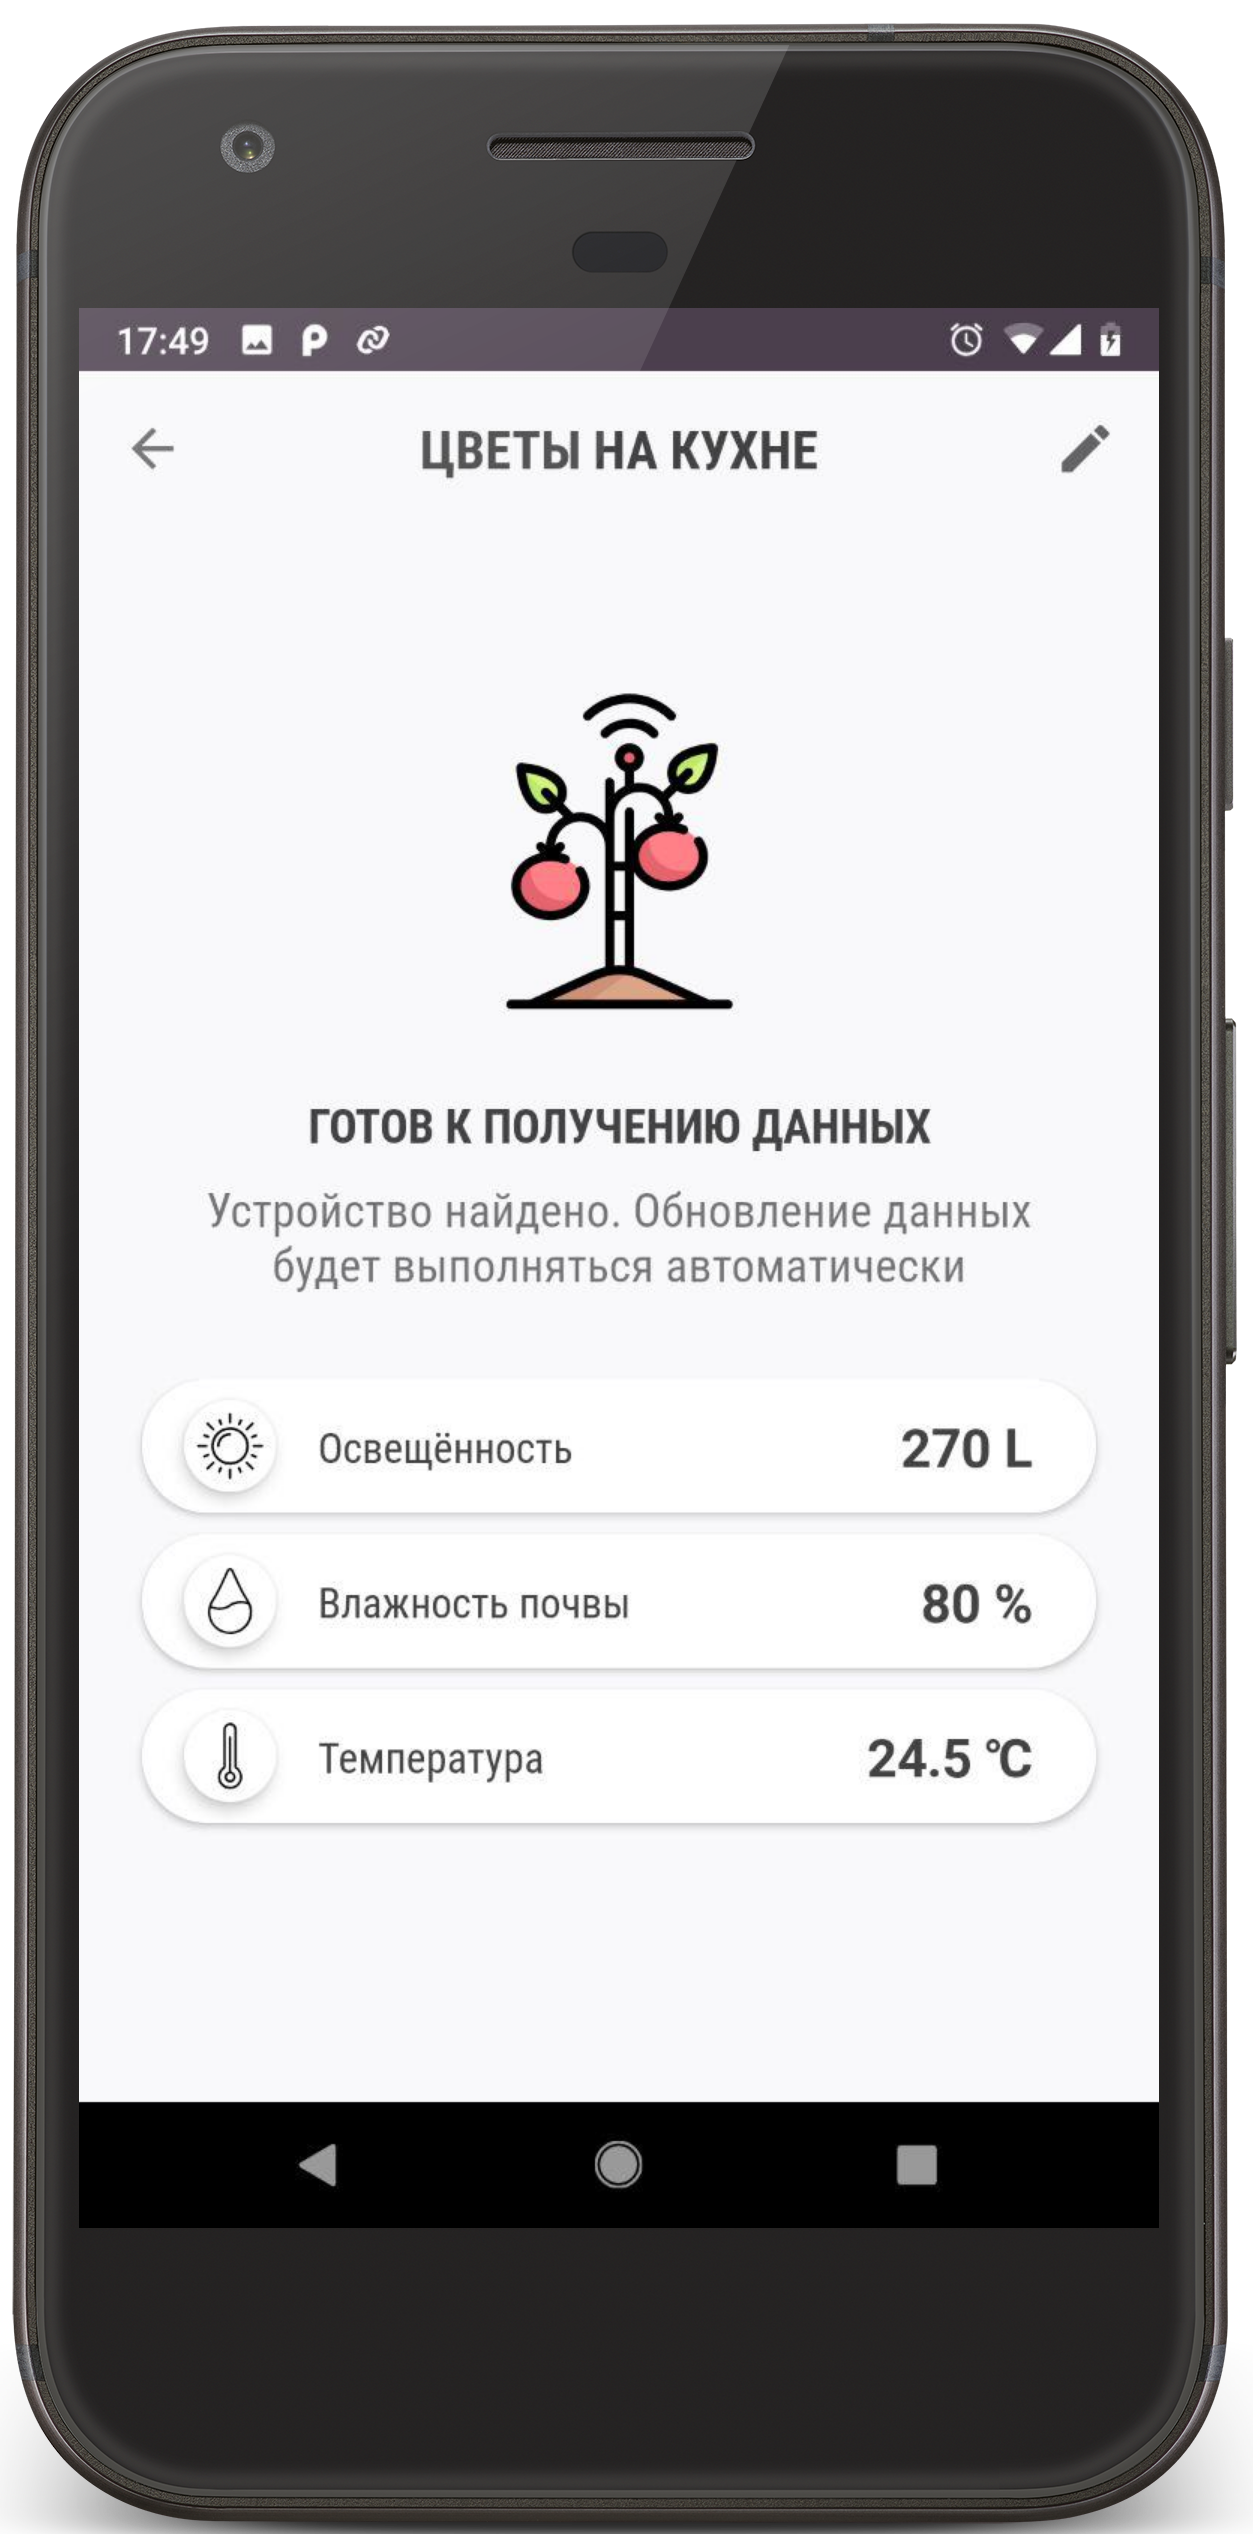 17:49
ЦВЕТЫ НА КУХНЕ
ГОТОВ К ПОЛУЧЕНИЮ ДАННЫХ
Устройство найдено. Обновление данных
будет выполняться автоматически
Освещённость 270 L
Влажность почвы 80 %
Температура 24.5 °C